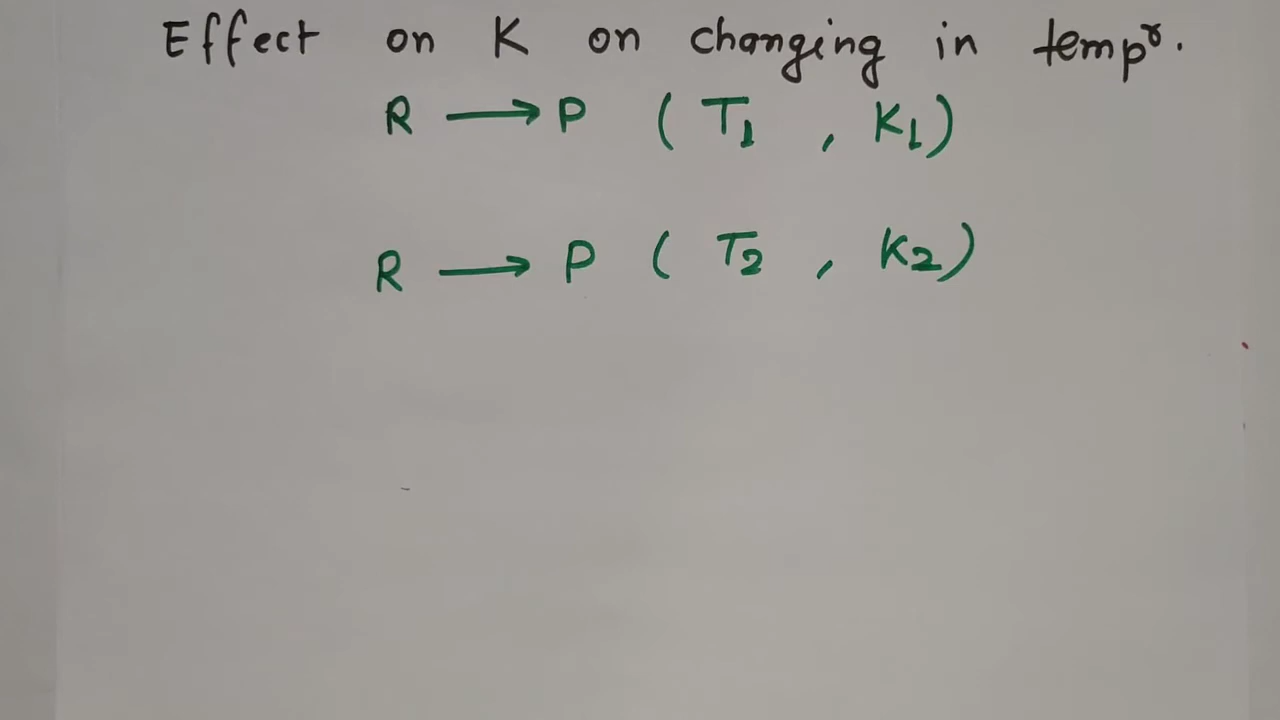 Effect on K on changing in tempr.
R → P ( T1 , K1)
R → P ( T2 , K2)